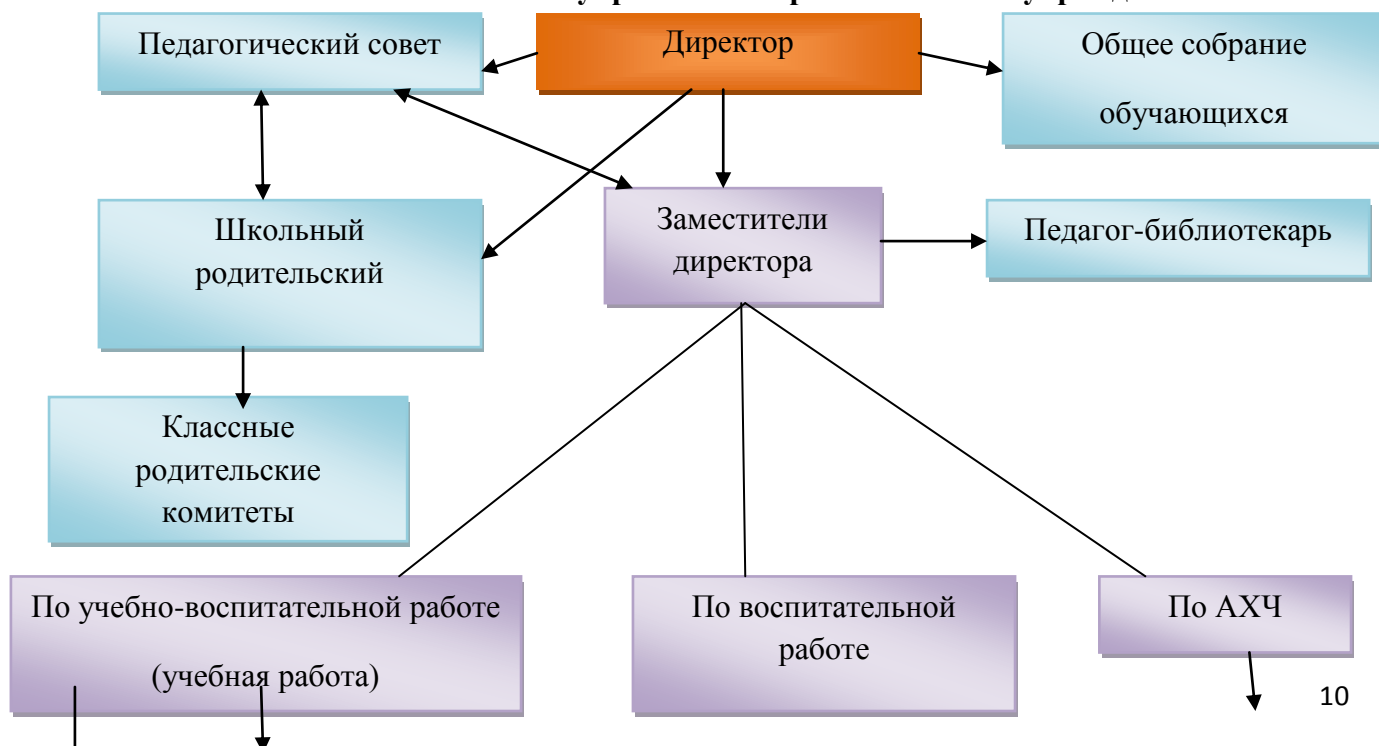 Педагогический совет
Директор
Общее собрание
обучающихся
Школьный
родительский
Заместители
директора
Педагог-библиотекарь
Классные
родительские
комитеты
По учебно-воспитательной работе
(учебная работа)
По воспитательной
работе
По АХЧ
10